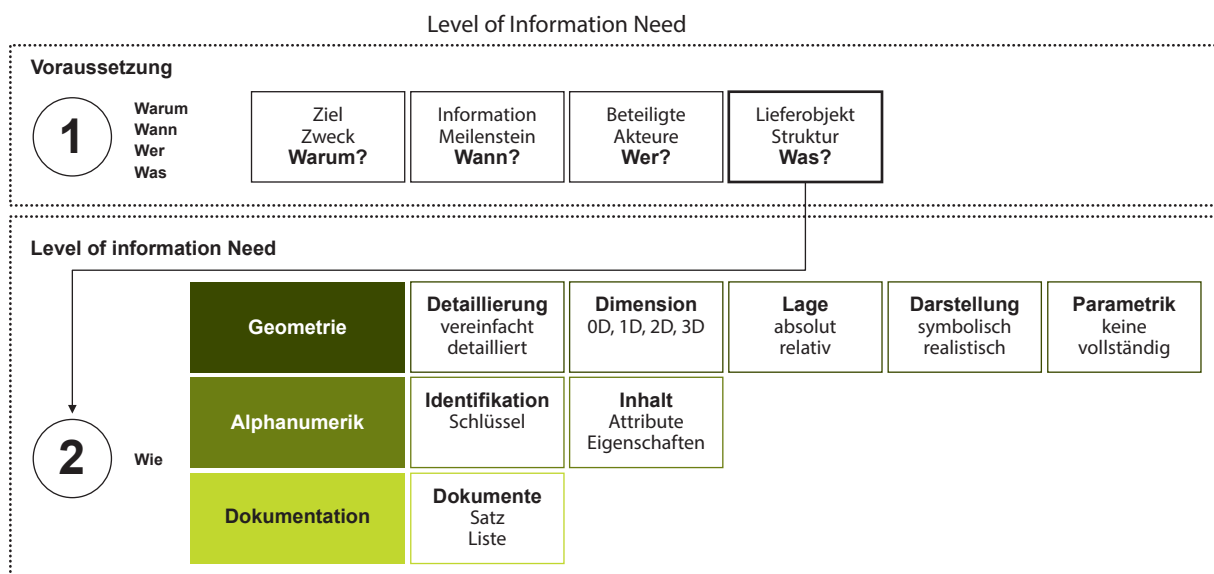 Level of Information Need
Voraussetzung
1
Warum
Wann
Wer
Was
Ziel
Zweck
Warum?
Information
Meilenstein
Wann?
Beteiligte
Akteure
Wer?
Lieferobjekt
Struktur
Was?
Level of information Need
2
Wie
Geometrie
Detaillierung
vereinfacht
detailliert
Dimension
0D, 1D, 2D, 3D
Lage
absolut
relativ
Darstellung
symbolisch
realistisch
Parametrik
keine
vollständig
Alphanumerik
Identifikation
Schlüssel
Inhalt
Attribute
Eigenschaften
Dokumentation
Dokumente
Satz
Liste